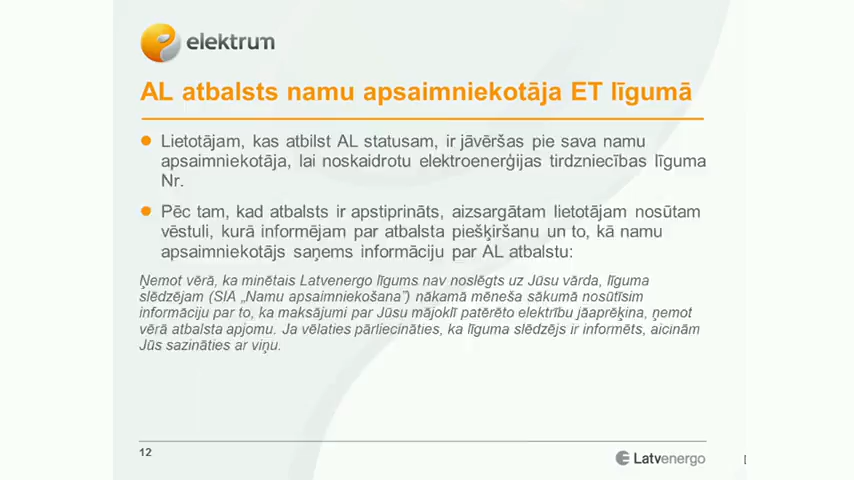 elektrum
AL atbalsts namu apsaimniekotāja ET līgumā
Lietotājam, kas atbilst AL statusam, ir jāvēršas pie sava namu
apsaimniekotāja, lai noskaidrotu elektroenerģijas tirdzniecības līguma
Nr.
Pēc tam, kad atbalsts ir apstiprināts, aizsargātam lietotājam nosūtam
vēstuli, kurā informējam par atbalsta piešķiršanu un to, kā namu
apsaimniekotājs saņems informāciju par AL atbalstu:
Ņemot vērā, ka minētais Latvenergo līgums nav noslēgts uz Jūsu vārda, līguma
slēdzējam (SIA „Namu apsaimniekošana”) nākamā mēneša sākumā nosūtīsim
informāciju par to, ka maksājumi par Jūsu mājoklī patērēto elektrību jāaprēķina, ņemot
vērā atbalsta apjomu. Ja vēlaties pārliecināties, ka līguma slēdzējs ir informēts, aicinām
Jūs sazināties ar viņu.
12
Latvenergo